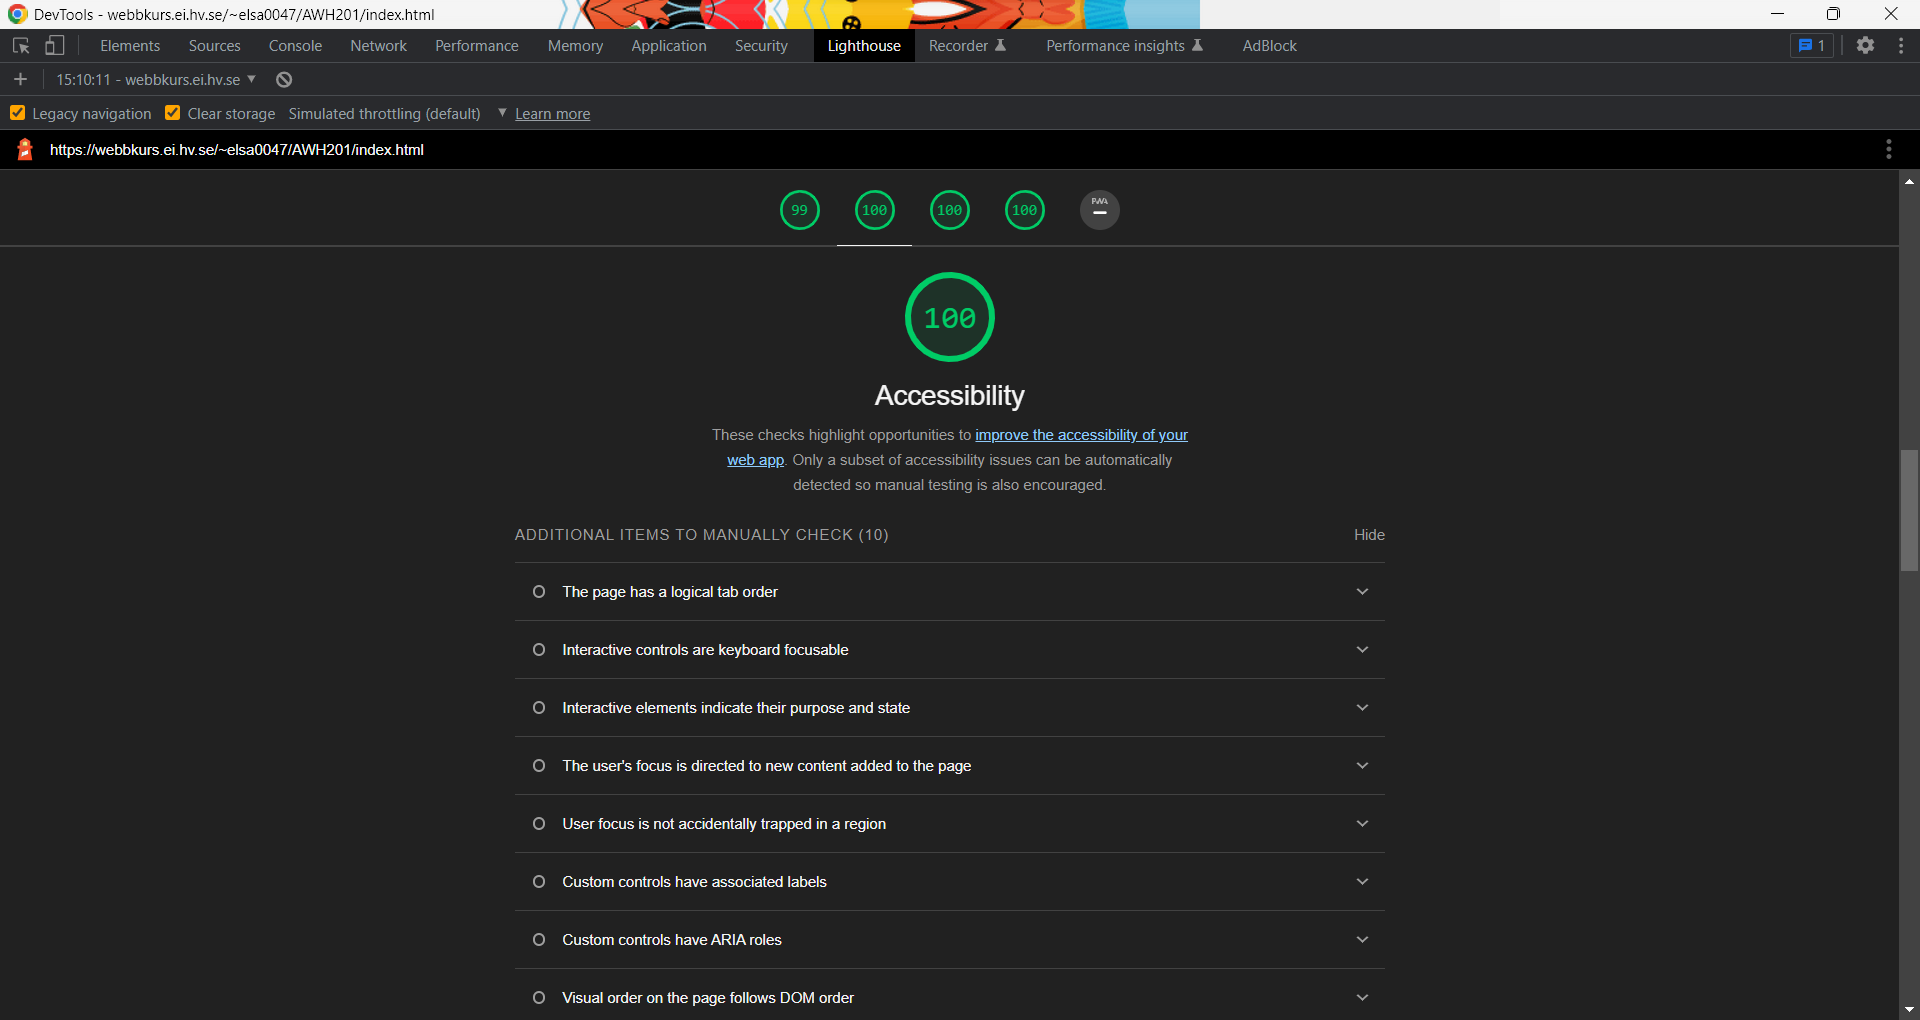 DevTools - webbkurs.ei.hv.se/~elsa0047/AWH201/index.html
Elements Sources Console Network Performance Memory Application Security Lighthouse Recorder Performance insights AdBlock 1
15:10:11 - webbkurs.ei.hv.se
Legacy navigation Clear storage Simulated throttling (default) Learn more
https://webbkurs.ei.hv.se/~elsa0047/AWH201/index.html
99 100 100 100 PWA
100
Accessibility
These checks highlight opportunities to improve the accessibility of your
web app. Only a subset of accessibility issues can be automatically
detected so manual testing is also encouraged.
ADDITIONAL ITEMS TO MANUALLY CHECK (10) Hide
The page has a logical tab order
Interactive controls are keyboard focusable
Interactive elements indicate their purpose and state
The user's focus is directed to new content added to the page
User focus is not accidentally trapped in a region
Custom controls have associated labels
Custom controls have ARIA roles
Visual order on the page follows DOM order